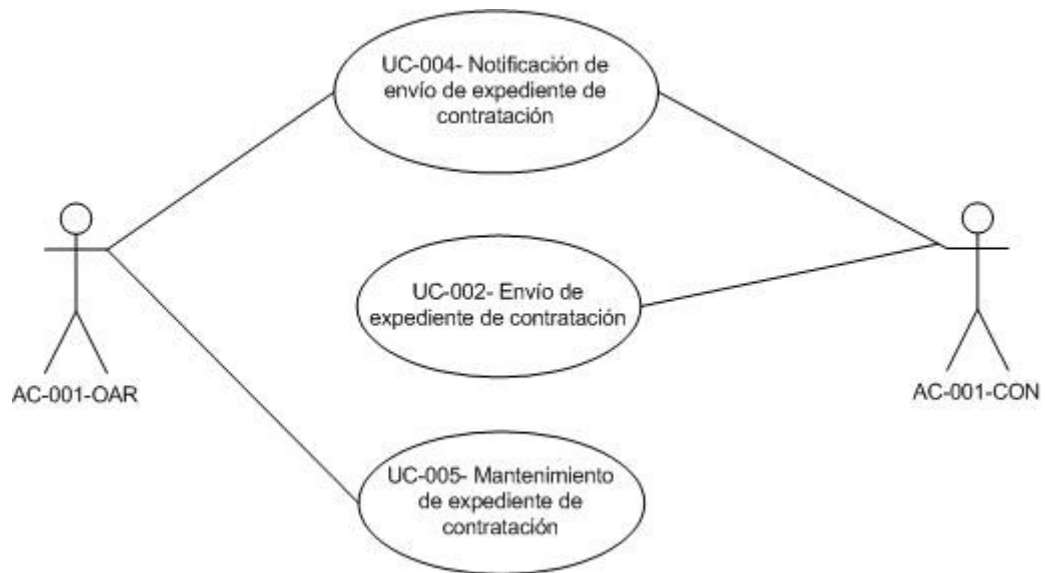 UC-004- Notificación de
envío de expediente de
contratación
UC-002- Envío de
expediente de contratación
AC-001-OAR
AC-001-CON
UC-005- Mantenimiento
de expediente de
contratación